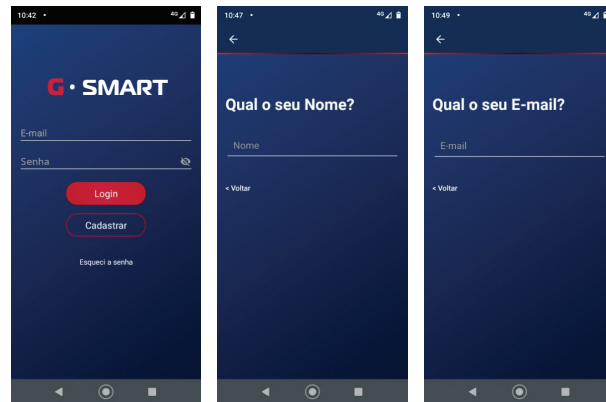 10:42
4G
G · SMART
E-mail
Senha
Login
Cadastrar
Esqueci a senha
10:47
4G
Qual o seu Nome?
Nome
< Voltar
10:49
4G
Qual o seu E-mail?
E-mail
< Voltar